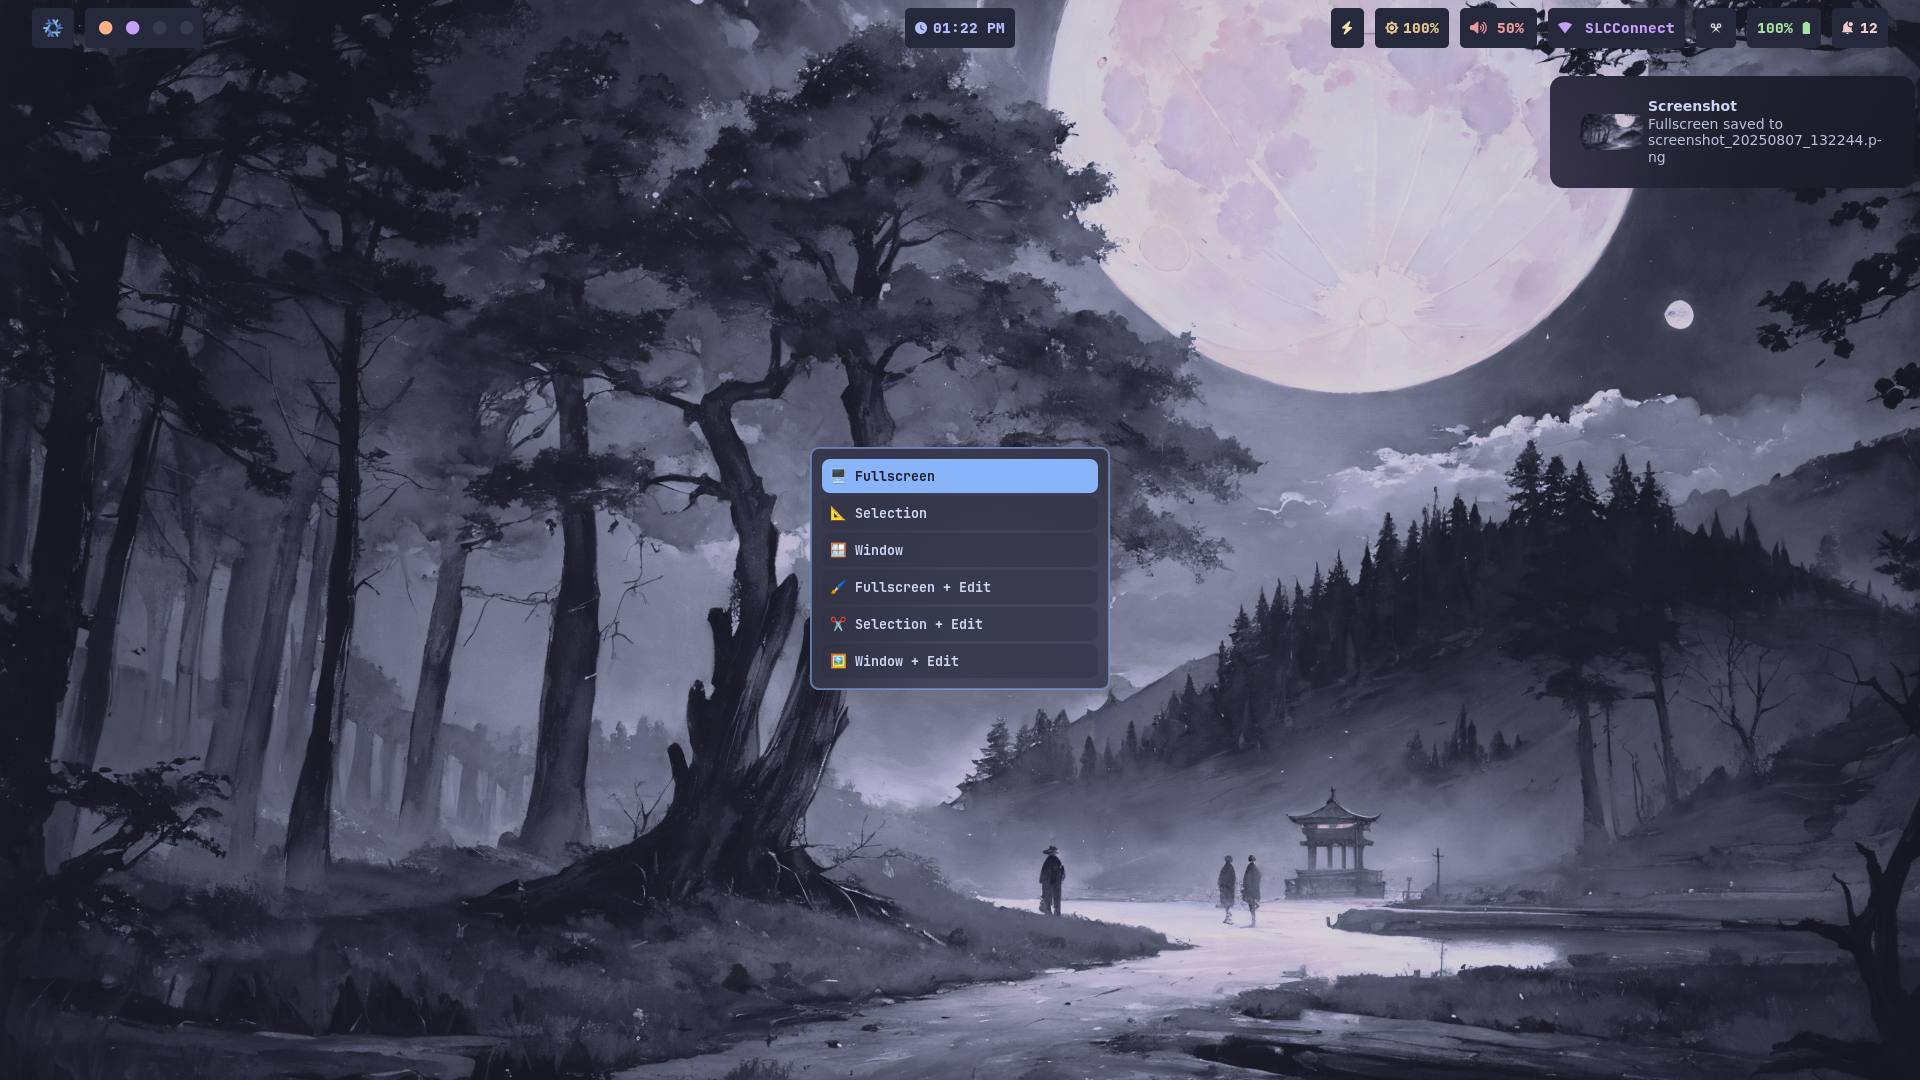 01:22 PM
100%
50%
SLCConnect
100%
12
Screenshot
Fullscreen saved to
screenshot_20250807_132244.p-
ng
Fullscreen
Selection
Window
Fullscreen + Edit
Selection + Edit
Window + Edit